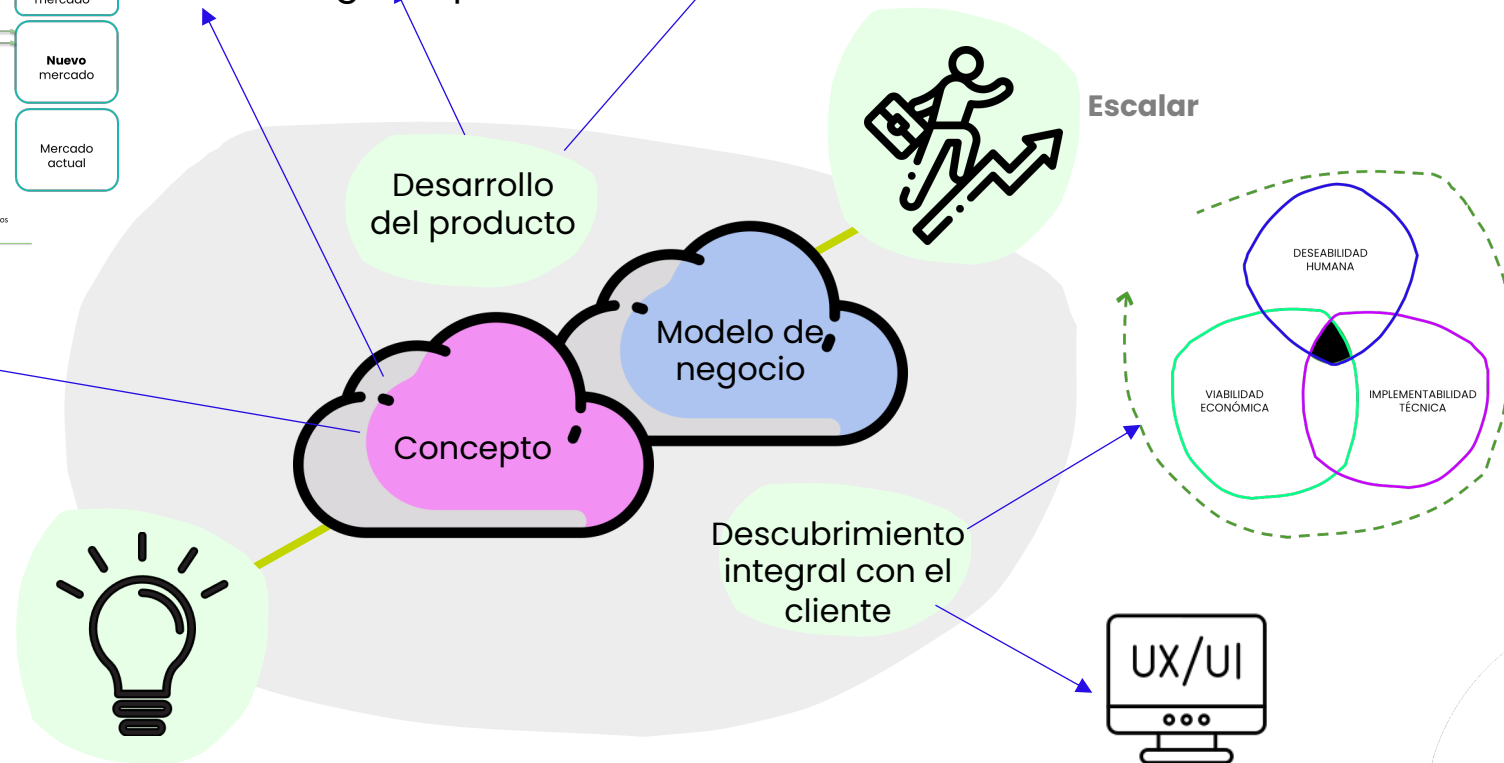 mercado
Nuevo
mercado
Mercado
actual
os
Escalar
Desarrollo
del producto
Modelo de
negocio
Concepto
Descubrimiento
integral con el
cliente
DESEABILIDAD
HUMANA
VIABILIDAD
ECONÓMICA
IMPLEMENTABILIDAD
TÉCNICA
UX/UI